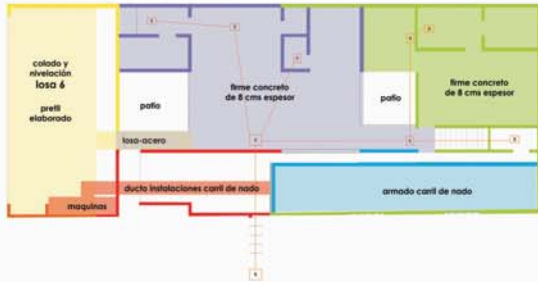 colado y
nivelación
losa 6
pretil
elaborado
patio
firme concreto
de 8 cms espesor
patio
firme concreto
de 8 cms espesor
losa-acero
ducto instalaciones carril de nado
armado carril de nado
maquinas